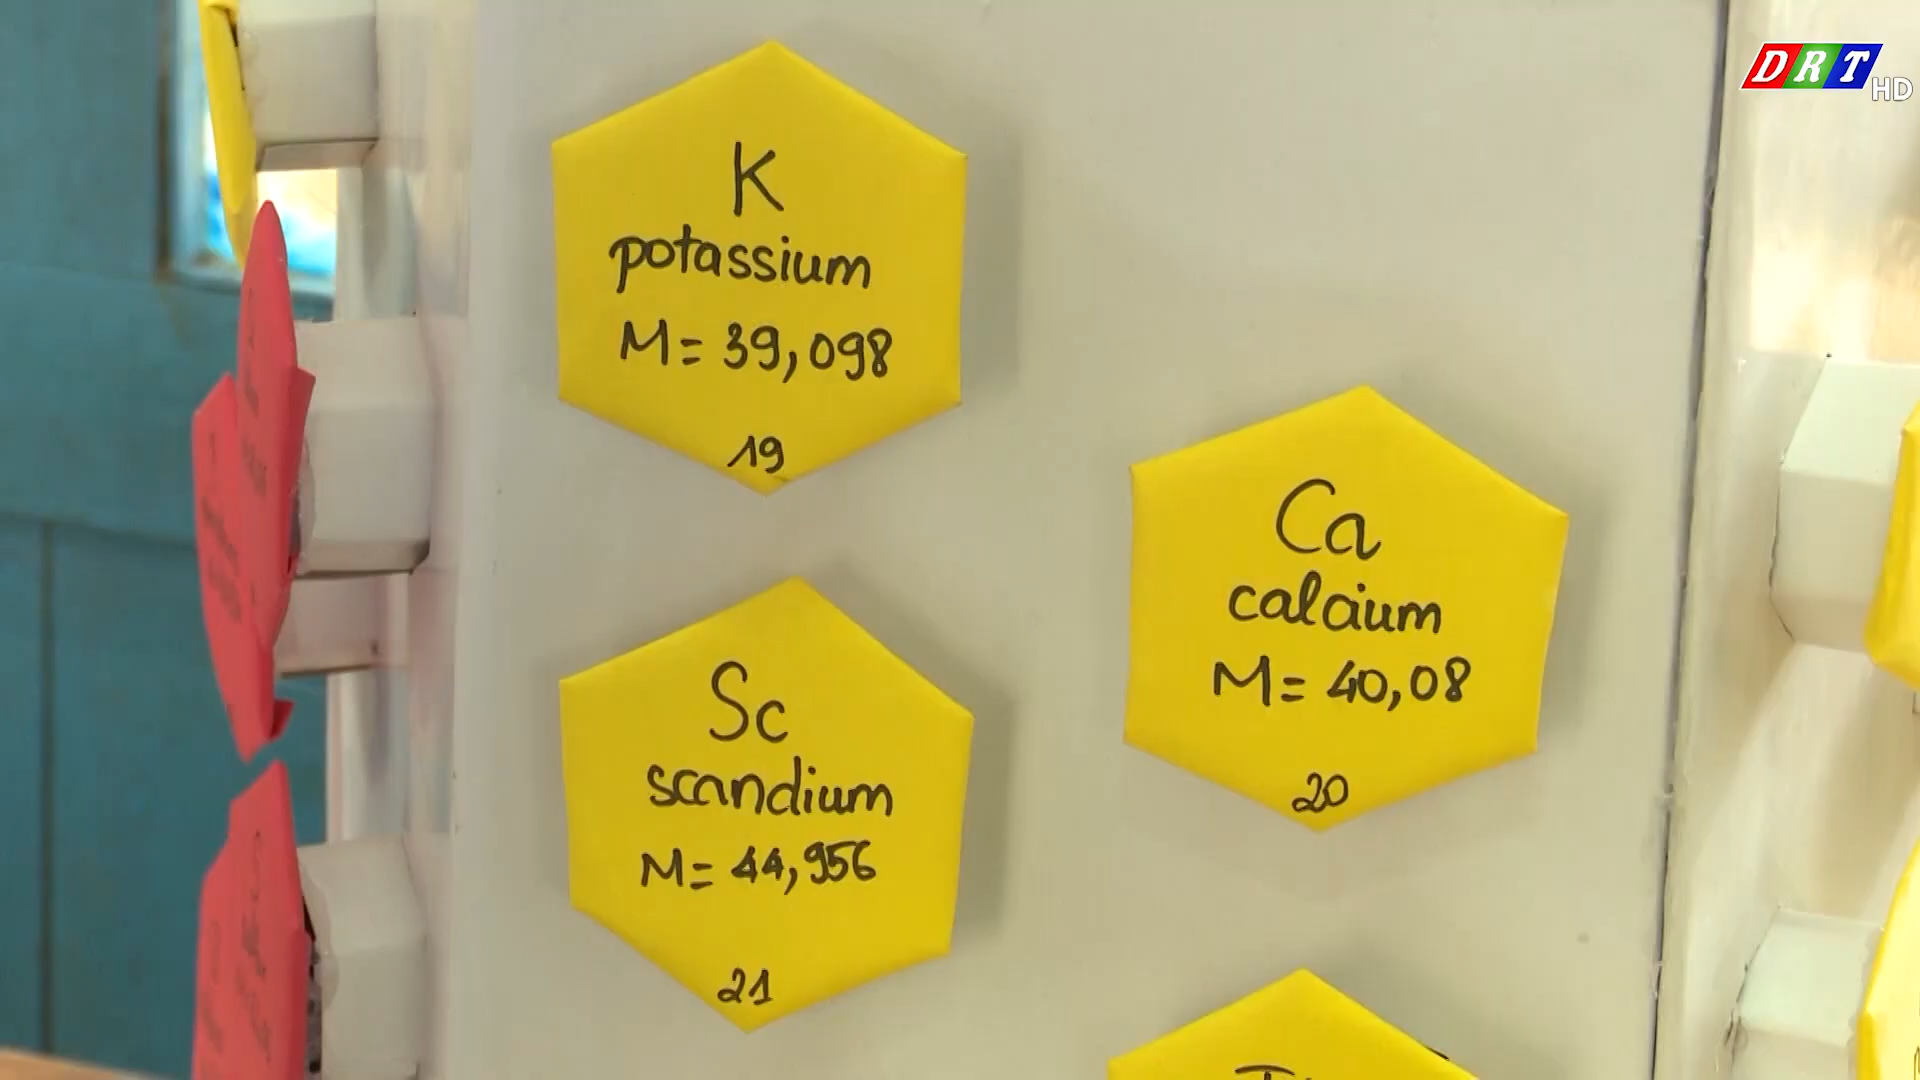 DRT HD
K
potassium
M = 39,098
19
Ca
calcium
M = 40,08
20
Sc
scandium
M = 44,956
21